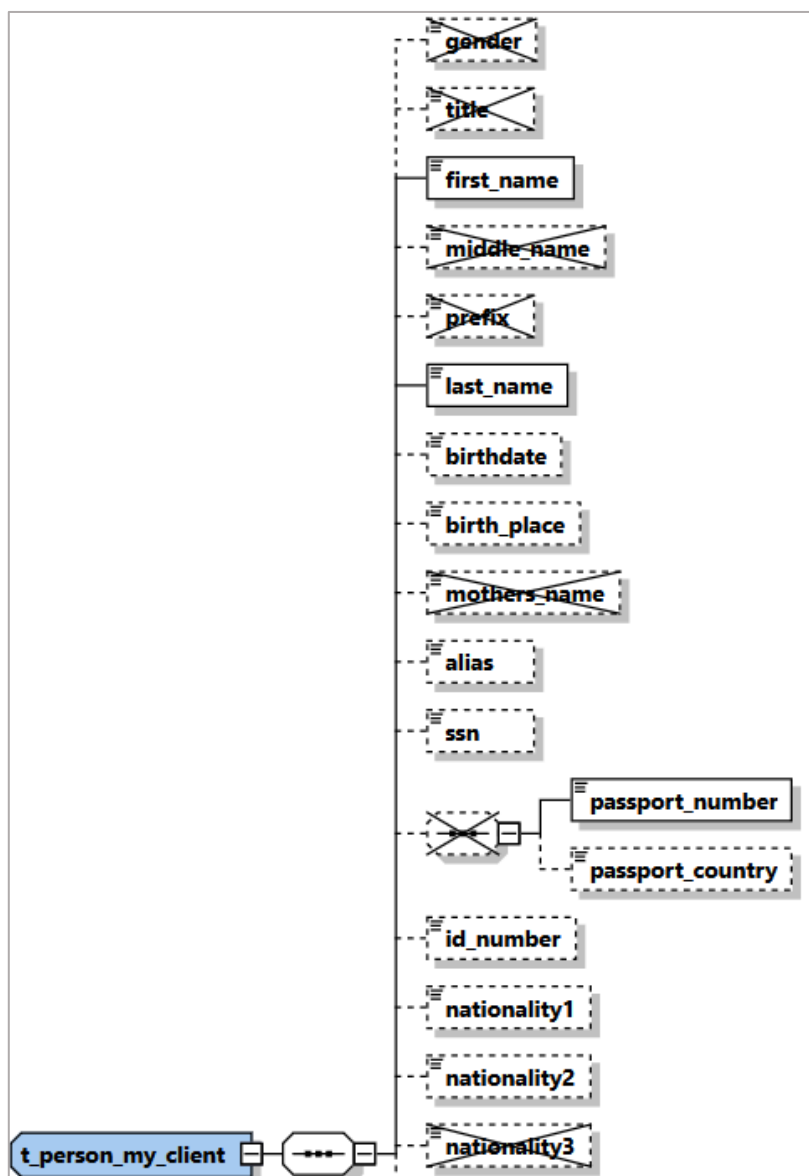 gender
title
first_name
middle_name
prefix
last_name
birthdate
birth_place
mothers_name
alias
ssn
passport_number
passport_country
id_number
nationality1
nationality2
nationality3
t_person_my_client